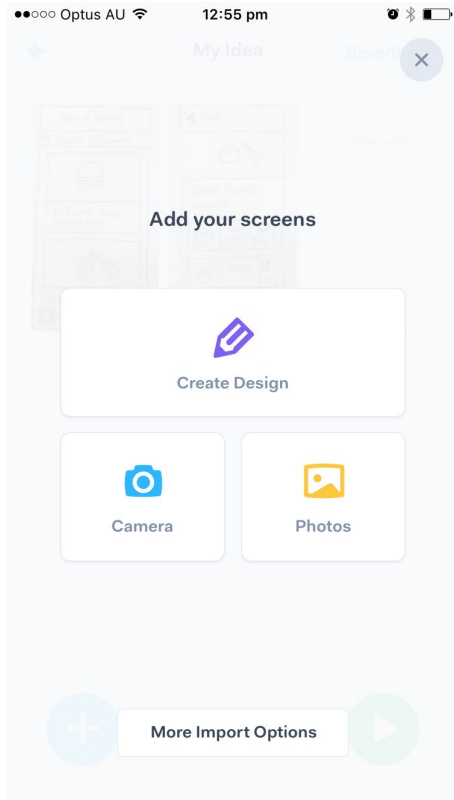 Optus AU 12:55 pm
My Idea
Add your screens
Create Design
Camera Photos
More Import Options